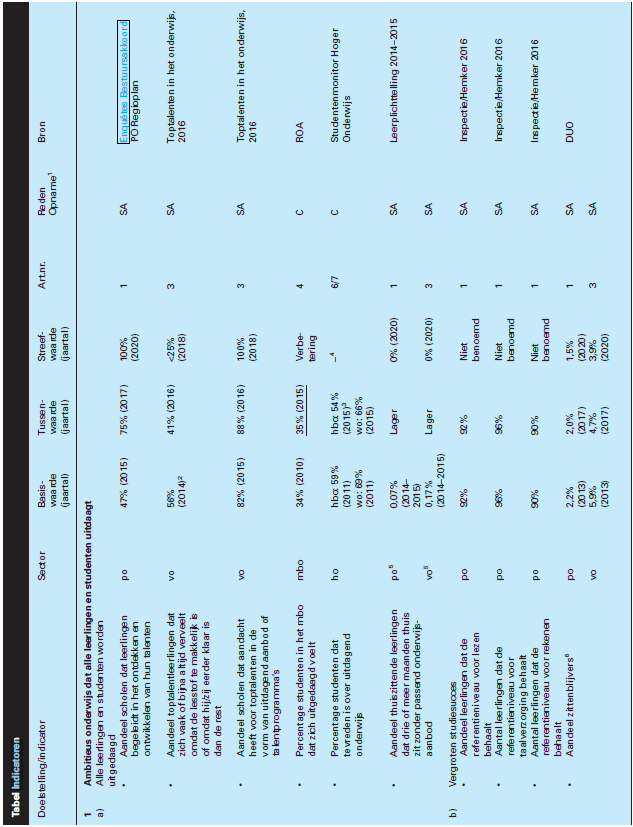 Tabel Indicatoren
Doelstelling/indicator Sector Basis- Tussen- Streef- Art.nr. Reden Bron
waarde waarde waarde Opname1
(jaartal) (jaartal) (jaartal)
1 Ambitieus onderwijs dat alle leerlingen en studenten uitdaagt
a) Alle leerlingen en studenten worden
uitgedaagd
• Aandeel scholen dat leerlingen po 47% (2015) 75% (2017) 100% 1 SA Enquêtes Bestuursakkoord
begeleidt in het ontdekken en (2020) PO Regioplan
ontwikkelen van hun talenten
• Aandeel toptalentleerlingen dat vo 56% 41% (2016) <25% 3 SA Toptalenten in het onderwijs,
zich vaak of bijna altijd verveelt (2014)2 (2018) 2016
omdat de lesstof te makkelijk is
of omdat hij/zij eerder klaar is
dan de rest
• Aandeel scholen dat aandacht vo 82% (2015) 88% (2016) 100% 3 SA Toptalenten in het onderwijs,
heeft voor toptalenten in de (2018) 2016
vorm van uitdagend aanbod of
talentprogramma's
• Percentage studenten in het mbo mbo 34% (2010) 35% (2015) Verbe- 4 C ROA
dat zich uitgedaagd voelt tering
• Percentage studenten dat ho hbo: 59% hbo: 54% –4 6/7 C Studentenmonitor Hoger
tevreden is over uitdagend (2011) (2015)3 Onderwijs
onderwijs wo: 69% wo: 66%
(2011) (2015)
• Aandeel thuiszittende leerlingen po5 0,07% Lager 0% (2020) 1 SA Leerplichttelling 2014–2015
dat drie of meer maanden thuis (2014–
zit zonder passend onderwijs- 2015)
aanbod vo5 0,17% Lager 0% (2020) 3 SA
(2014–2015)
b) Vergroten studiesucces
• Aandeel leerlingen dat de po 92% 92% Niet 1 SA Inspectie/Hemker 2016
referentieniveau voor lezen benoemd
behaalt
• Aantal leerlingen dat de po 96% 96% Niet 1 SA Inspectie/Hemker 2016
referentieniveau voor benoemd
taalverzorging behaalt
• Aantal leerlingen dat de po 90% 90% Niet 1 SA Inspectie/Hemker 2016
referentieniveau voor rekenen benoemd
behaalt
• Aandeel zittenblijvers6 po 2,2% 2,0% 1,5% 1 SA DUO
(2013) (2017) (2020)
vo 5,9% 4,7% 3,9% 3 SA
(2013) (2017) (2020)